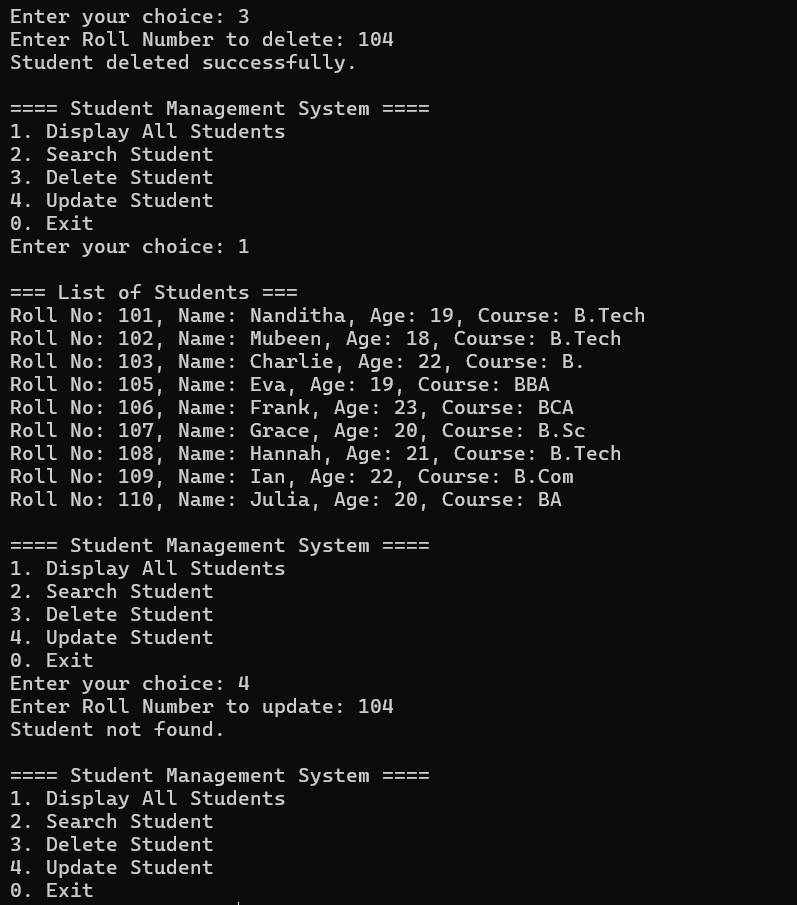 Enter your choice: 3
Enter Roll Number to delete: 104
Student deleted successfully.
==== Student Management System ====
1. Display All Students
2. Search Student
3. Delete Student
4. Update Student
0. Exit
Enter your choice: 1
=== List of Students ===
Roll No: 101, Name: Nanditha, Age: 19, Course: B.Tech
Roll No: 102, Name: Mubeen, Age: 18, Course: B.Tech
Roll No: 103, Name: Charlie, Age: 22, Course: B.
Roll No: 105, Name: Eva, Age: 19, Course: BBA
Roll No: 106, Name: Frank, Age: 23, Course: BCA
Roll No: 107, Name: Grace, Age: 20, Course: B.Sc
Roll No: 108, Name: Hannah, Age: 21, Course: B.Tech
Roll No: 109, Name: Ian, Age: 22, Course: B.Com
Roll No: 110, Name: Julia, Age: 20, Course: BA
==== Student Management System ====
1. Display All Students
2. Search Student
3. Delete Student
4. Update Student
0. Exit
Enter your choice: 4
Enter Roll Number to update: 104
Student not found.
==== Student Management System ====
1. Display All Students
2. Search Student
3. Delete Student
4. Update Student
0. Exit